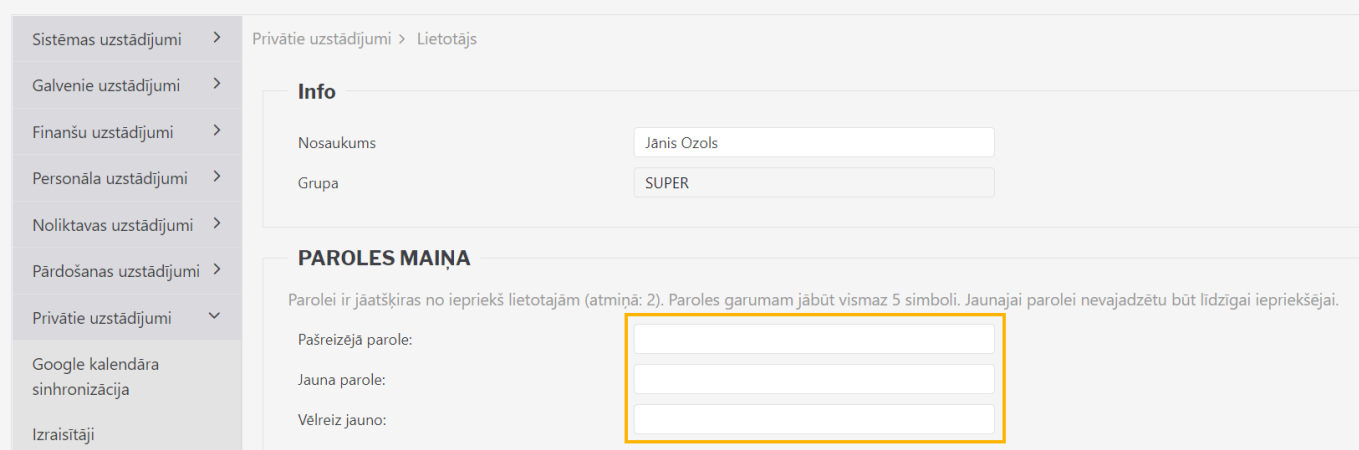 Sistēmas uzstādījumi
Galvenie uzstādījumi
Finanšu uzstādījumi
Personāla uzstādījumi
Noliktavas uzstādījumi
Pārdošanas uzstādījumi
Privātie uzstādījumi
Google kalendāra
sinhronizācija
Izraisītāji
Privātie uzstādījumi > Lietotājs
Info
Nosaukums Jānis Ozols
Grupa SUPER
PAROLES MAIŅA
Parolei ir jāatšķiras no iepriekš lietotajām (atmiņā: 2). Paroles garumam jābūt vismaz 5 simboli. Jaunajai parolei nevajadzētu būt līdzīgai iepriekšējai.
Pašreizējā parole:
Jauna parole:
Vēlreiz jauno: